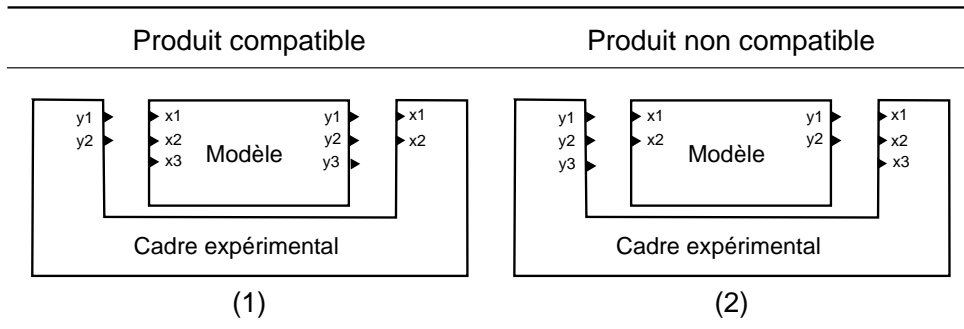 Produit compatible Produit non compatible
y1 x1 y1 x1 y1 x1 y1 x1
y2 x2 y2 x2 y2 x2 y2 x2
x3 Modèle y3 y3 Modèle x3
Cadre expérimental Cadre expérimental
(1) (2)